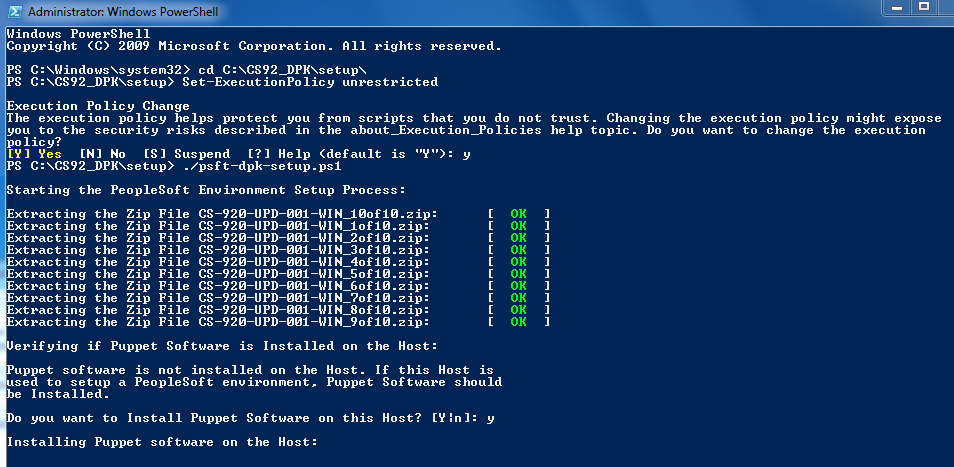 Administrator: Windows PowerShell
Windows PowerShell
Copyright (C) 2009 Microsoft Corporation. All rights reserved.
PS C:\Windows\system32> cd C:\CS92_DPK\setup\
PS C:\CS92_DPK\setup> Set-ExecutionPolicy unrestricted
Execution Policy Change
The execution policy helps protect you from scripts that you do not trust. Changing the execution policy might expose
you to the security risks described in the about_Execution_Policies help topic. Do you want to change the execution
policy?
[Y] Yes  [N] No  [S] Suspend  [?] Help (default is "Y"): y
PS C:\CS92_DPK\setup> ./psft-dpk-setup.ps1
Starting the PeopleSoft Environment Setup Process:
Extracting the Zip File CS-920-UPD-001-WIN_10of10.zip:       [  OK  ]
Extracting the Zip File CS-920-UPD-001-WIN_1of10.zip:        [  OK  ]
Extracting the Zip File CS-920-UPD-001-WIN_2of10.zip:        [  OK  ]
Extracting the Zip File CS-920-UPD-001-WIN_3of10.zip:        [  OK  ]
Extracting the Zip File CS-920-UPD-001-WIN_4of10.zip:        [  OK  ]
Extracting the Zip File CS-920-UPD-001-WIN_5of10.zip:        [  OK  ]
Extracting the Zip File CS-920-UPD-001-WIN_6of10.zip:        [  OK  ]
Extracting the Zip File CS-920-UPD-001-WIN_7of10.zip:        [  OK  ]
Extracting the Zip File CS-920-UPD-001-WIN_8of10.zip:        [  OK  ]
Extracting the Zip File CS-920-UPD-001-WIN_9of10.zip:        [  OK  ]
Verifying if Puppet Software is Installed on the Host:
Puppet software is not installed on the Host. If this Host is
used to setup a PeopleSoft environment, Puppet Software should
be Installed.
Do you want to Install Puppet Software on this Host? [Y|n]: y
Installing Puppet software on the Host: